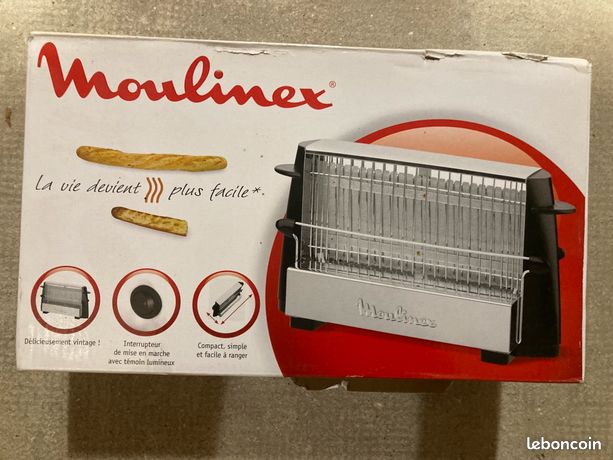 Moulinex®
La vie devient plus facile*.
Moulinex
Délicieusement vintage !
Interrupteur
de mise en marche
avec témoin lumineux
Compact, simple
et facile à ranger
leboncoin